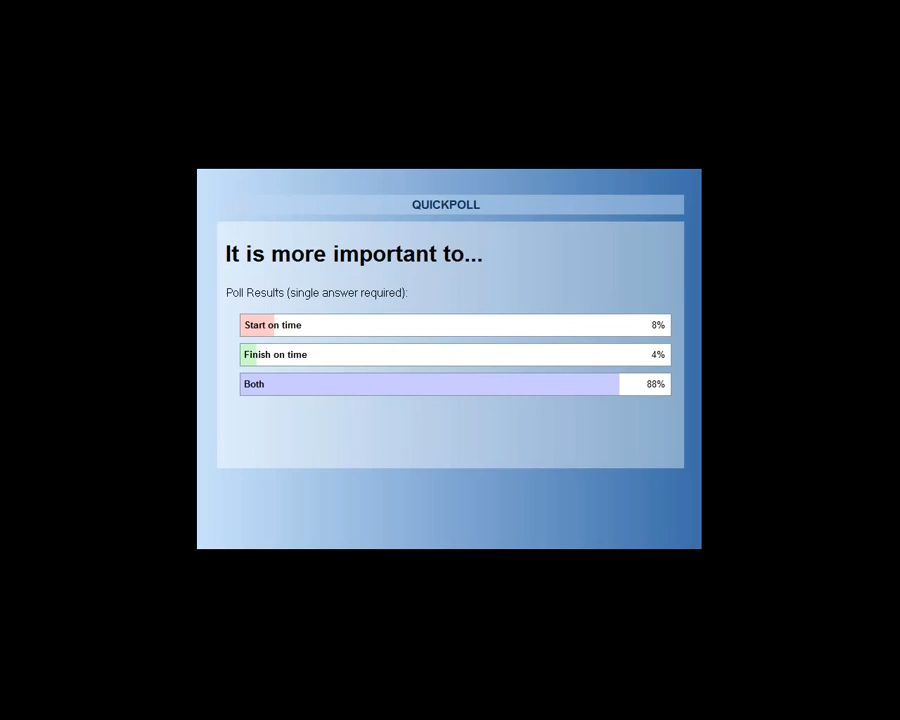 QUICKPOLL
It is more important to...
Poll Results (single answer required):
Start on time 8%
Finish on time 4%
Both 88%